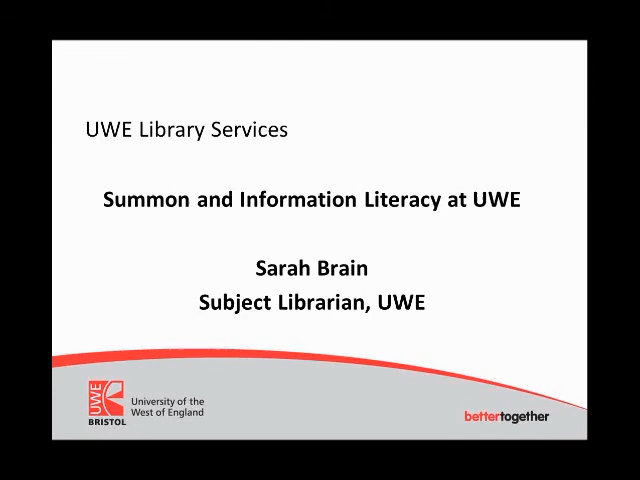 UWE Library Services
Summon and Information Literacy at UWE
Sarah Brain
Subject Librarian, UWE
UWE
BRISTOL
University of the
West of England
bettertogether